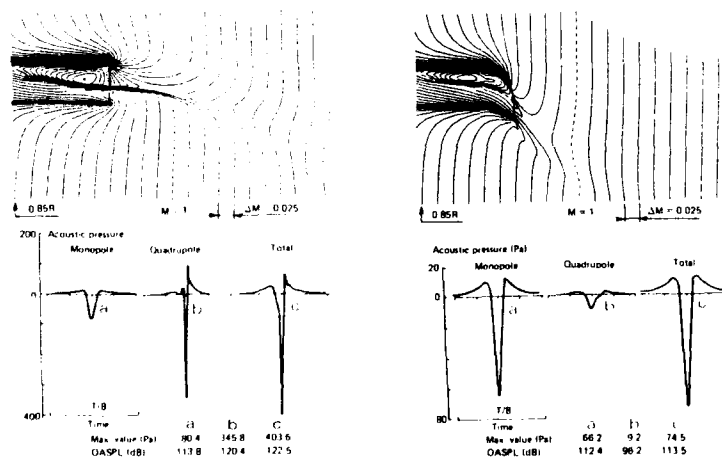 0.85R M = 1 ΔM = 0.025
200 Acoustic pressure
Monopole Quadrupole Total
0
a b c
400
T/B
Time a b c
Max. value (Pa) 80.4 345.8 403.6
OASPL (dB) 113.8 120.4 122.5
0.85R M = 1 ΔM = 0.025
Acoustic pressure (Pa)
20 Monopole Quadrupole Total
0
a b c
80
T/B
Time a b c
Max. value (Pa) 66.2 9.2 74.5
OASPL (dB) 112.4 98.2 113.5